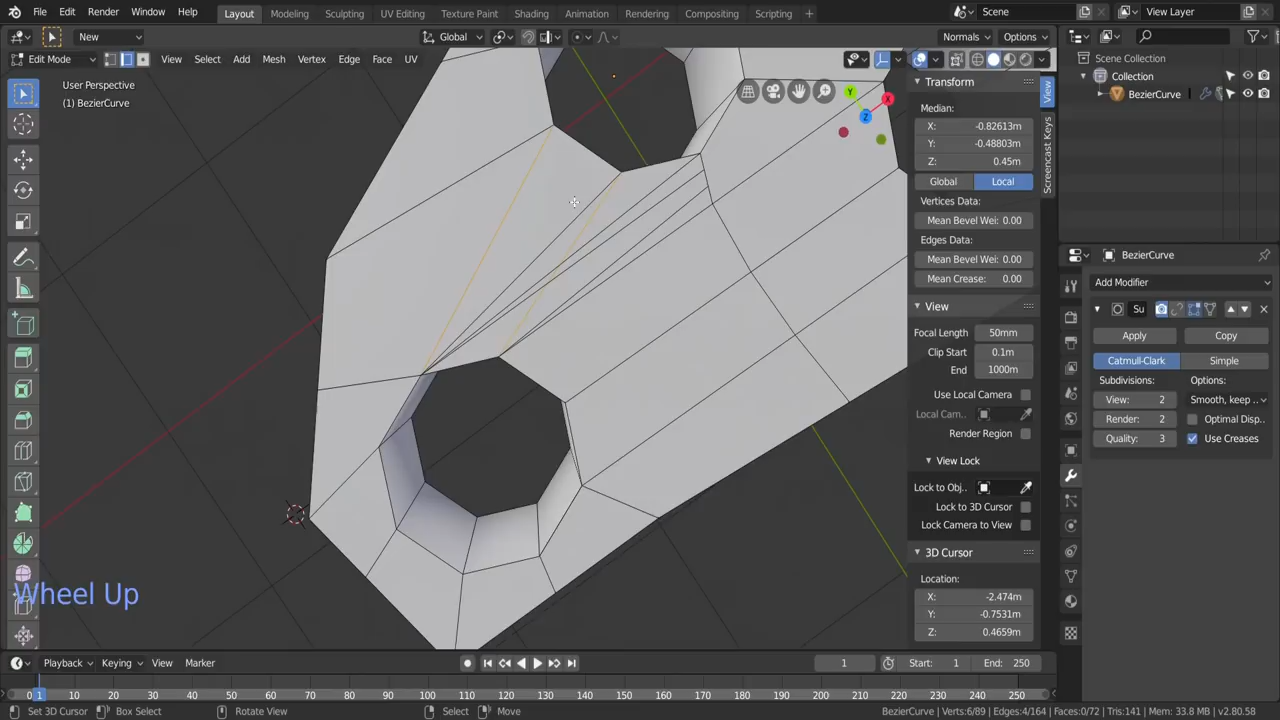 File Edit Render Window Help Layout Modeling Sculpting UV Editing Texture Paint Shading Animation Rendering Compositing Scripting + Scene View Layer
New Global Normals Options
Edit Mode View Select Add Mesh Vertex Edge Face UV
User Perspective
(1) BezierCurve
Y X Z
Transform
Median:
X: -0.82613m
Y: -0.48803m
Z: 0.45m
Global Local
Vertices Data:
Mean Bevel Wei: 0.00
Edges Data:
Mean Bevel Wei: 0.00
Mean Crease: 0.00
View
Focal Length 50mm
Clip Start 0.1m
End 1000m
Use Local Camera
Local Cam..
Render Region
View Lock
Lock to Obj..
Lock to 3D Cursor
Lock Camera to View
3D Cursor
Location:
X: -2.474m
Y: -0.7531m
Z: 0.4659m
View
Screencast Keys
Scene Collection
Collection
BezierCurve
BezierCurve
Add Modifier
Su
Apply Copy
Catmull-Clark Simple
Subdivisions: Options:
View: 2 Smooth, keep ..
Render: 2 Optimal Disp..
Quality: 3 Use Creases
Wheel Up
Playback Keying View Marker 1 Start: 1 End: 250
0 1 10 20 30 40 50 60 70 80 90 100 110 120 130 140 150 160 170 180 190 200 210 220 230 240 250
Set 3D Cursor Box Select Rotate View Select Move BezierCurve | Verts:6/89 | Edges:4/164 | Faces:0/72 | Tris:141 | Mem: 33.8 MB | v2.80.58